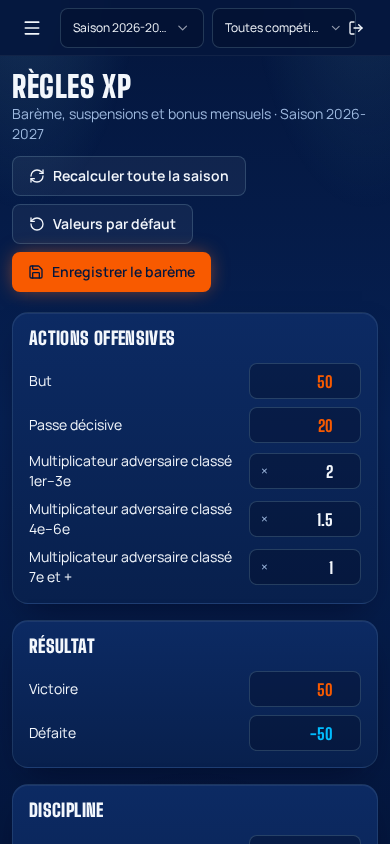 Saison 2026-20... Toutes compéti...
RÈGLES XP
Barème, suspensions et bonus mensuels · Saison 2026-
2027
Recalculer toute la saison
Valeurs par défaut
Enregistrer le barème
ACTIONS OFFENSIVES
But 50
Passe décisive 20
Multiplicateur adversaire classé
1er–3e × 2
Multiplicateur adversaire classé
4e–6e × 1.5
Multiplicateur adversaire classé
7e et + × 1
RÉSULTAT
Victoire 50
Défaite -50
DISCIPLINE